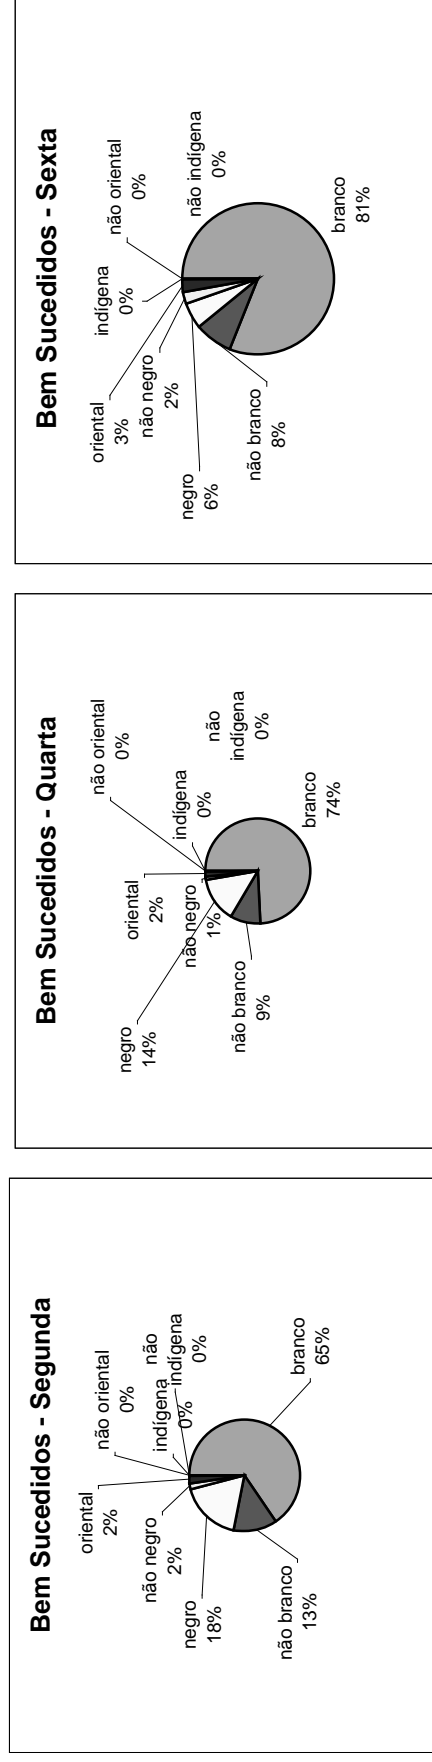 Bem Sucedidos - Segunda
oriental
2%
não oriental
0%
não negro
2%
indígena
0%
não
indígena
0%
negro
18%
não branco
13%
branco
65%
Bem Sucedidos - Quarta
não oriental
0%
negro
14%
oriental
2%
indígena
0%
não
indígena
0%
não negro
1%
não branco
9%
branco
74%
Bem Sucedidos - Sexta
oriental
3%
indígena
0%
não oriental
0%
não negro
2%
não indígena
0%
negro
6%
não branco
8%
branco
81%